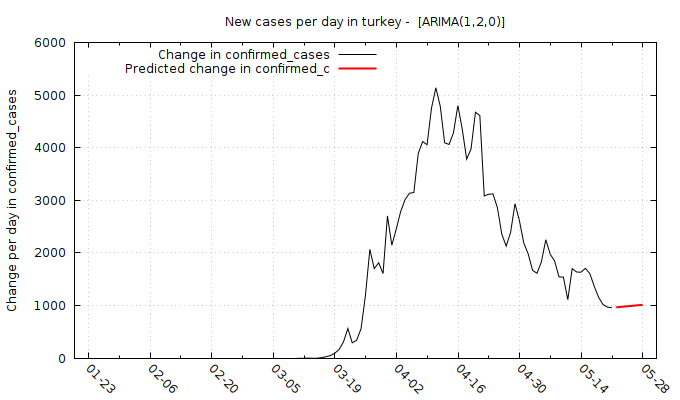 New cases per day in turkey -  [ARIMA(1,2,0)]
Change in confirmed_cases
Predicted change in confirmed_c
Change per day in confirmed_cases
6000
5000
4000
3000
2000
1000
0
01-23 02-06 02-20 03-05 03-19 04-02 04-16 04-30 05-14 05-28